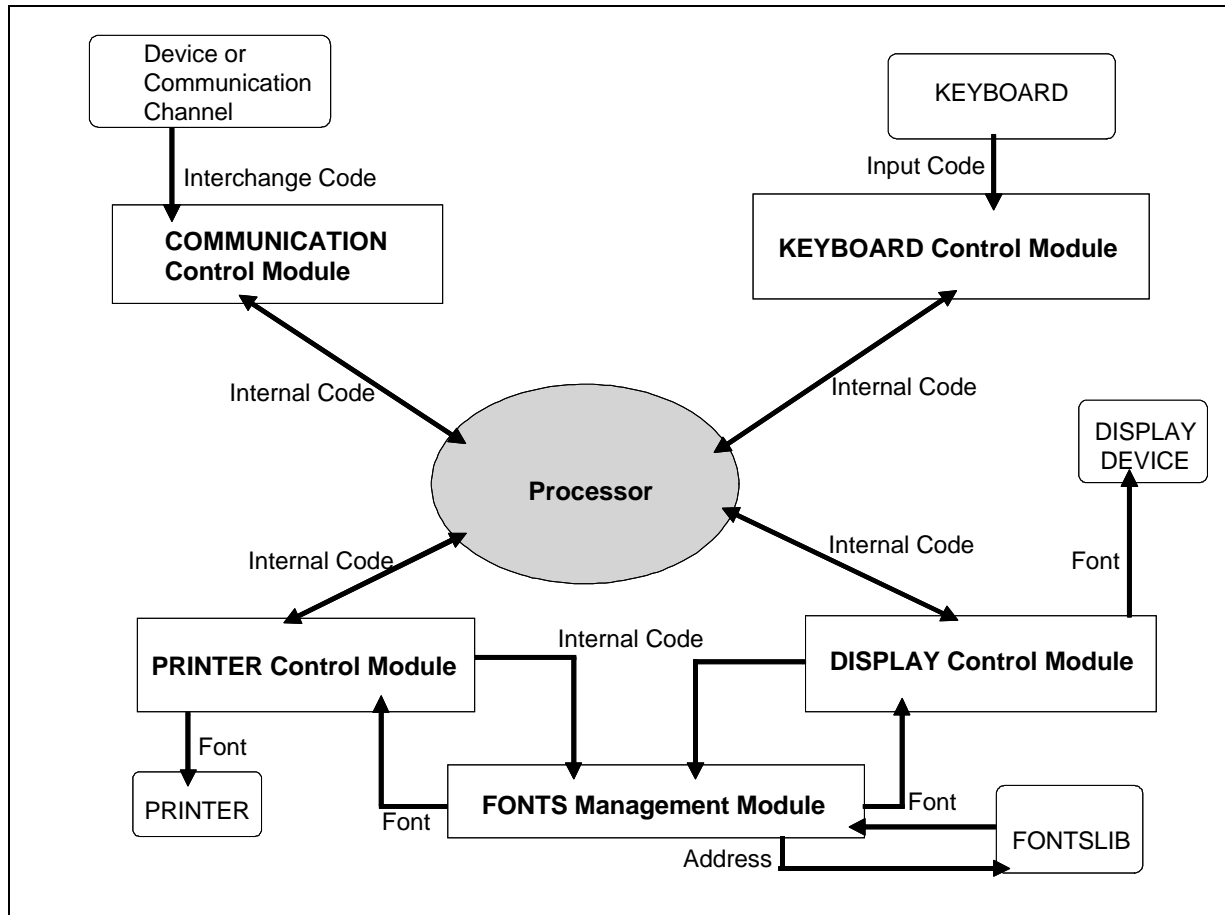 Device or
Communication
Channel
KEYBOARD
Interchange Code
Input Code
COMMUNICATION
Control Module
KEYBOARD Control Module
Internal Code
Internal Code
DISPLAY
DEVICE
Processor
Internal Code
Internal Code
Font
Internal Code
PRINTER Control Module
DISPLAY Control Module
Font
PRINTER
Font
FONTS Management Module
Font
FONTSLIB
Address